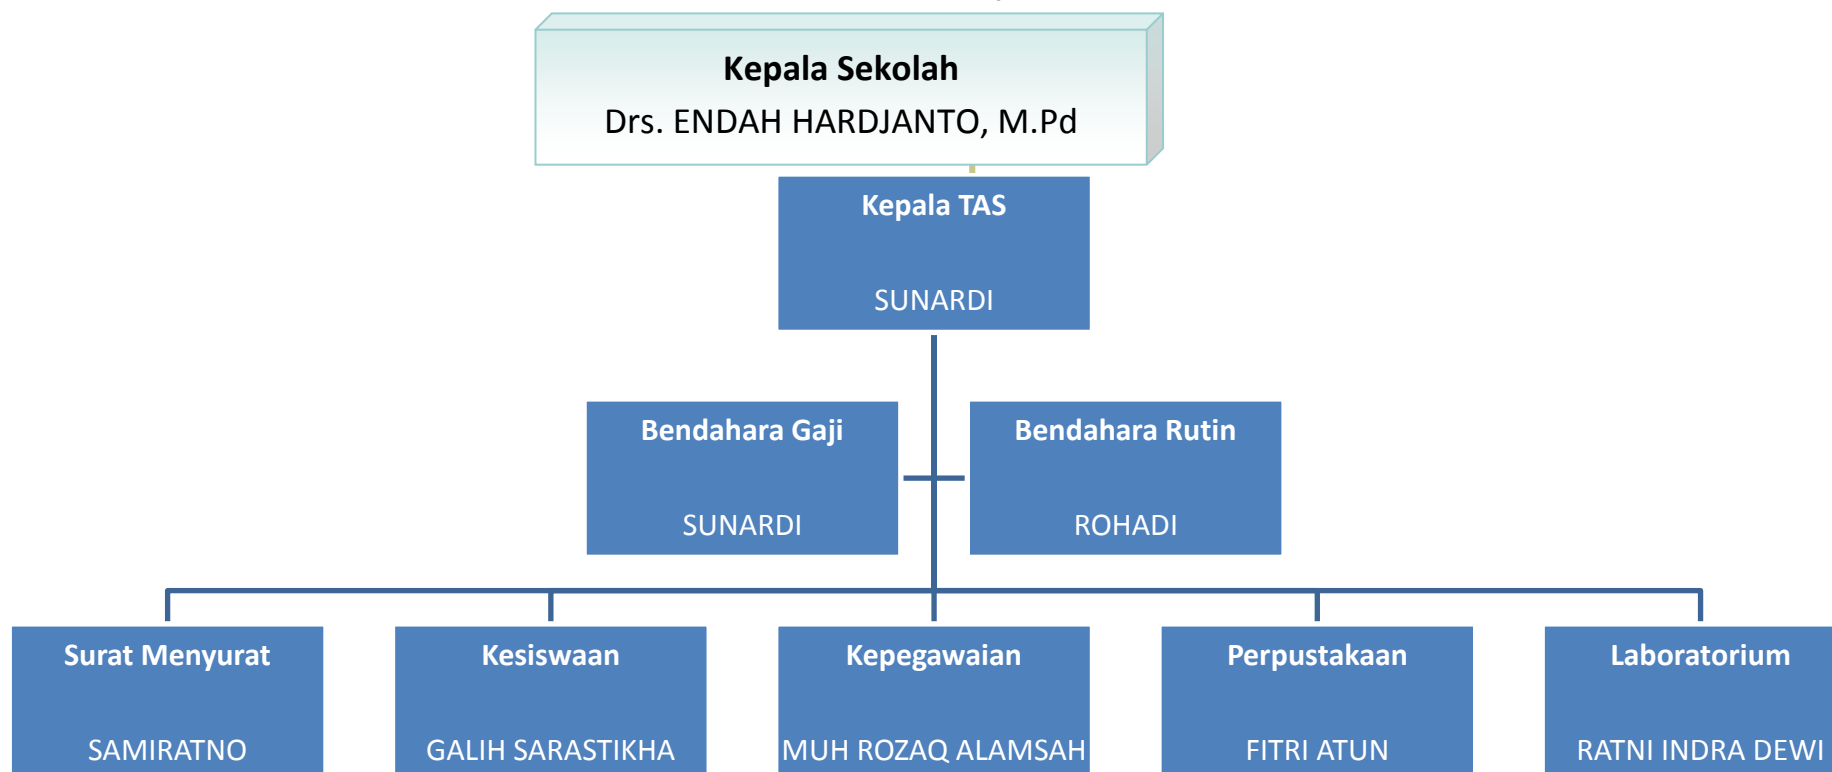 Kepala Sekolah
Drs. ENDAH HARDJANTO, M.Pd
Kepala TAS
SUNARDI
Bendahara Gaji
SUNARDI
Bendahara Rutin
ROHADI
Surat Menyurat
SAMIRATNO
Kesiswaan
GALIH SARASTIKHA
Kepegawaian
MUH ROZAQ ALAMSAH
Perpustakaan
FITRI ATUN
Laboratorium
RATNI INDRA DEWI